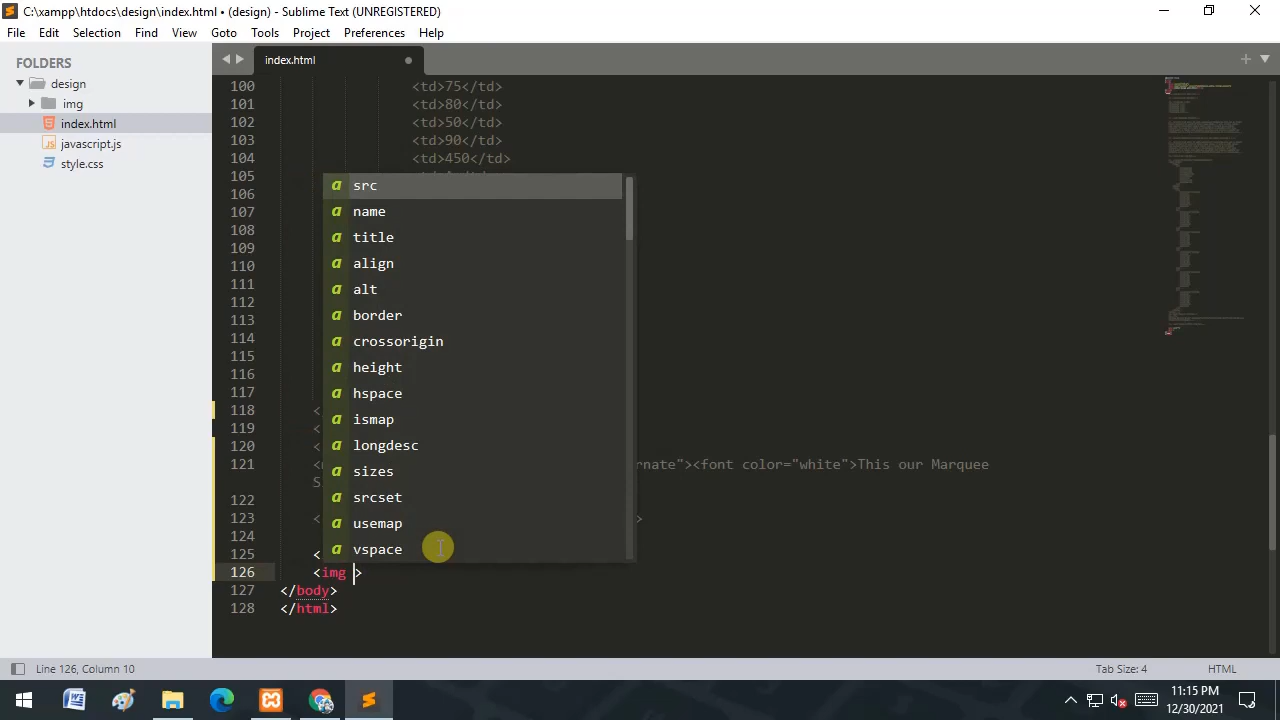 C:\xampp\htdocs\design\index.html • (design) - Sublime Text (UNREGISTERED)
File Edit Selection Find View Goto Tools Project Preferences Help
FOLDERS
design
img
index.html
javascript.js
style.css
index.html
100 <td>75</td>
101 <td>80</td>
102 <td>50</td>
103 <td>90</td>
104 <td>450</td>
105
106
107
108
109
110
111
112
113
114
115
116
117
118 <
119 <
120 <
121 < rnate"><font color="white">This our Marquee
S
122
123 < >
124
125 <
126 <img >
127 </body>
128 </html>
a src
a name
a title
a align
a alt
a border
a crossorigin
a height
a hspace
a ismap
a longdesc
a sizes
a srcset
a usemap
a vspace
Line 126, Column 10
Tab Size: 4
HTML
11:15 PM
12/30/2021